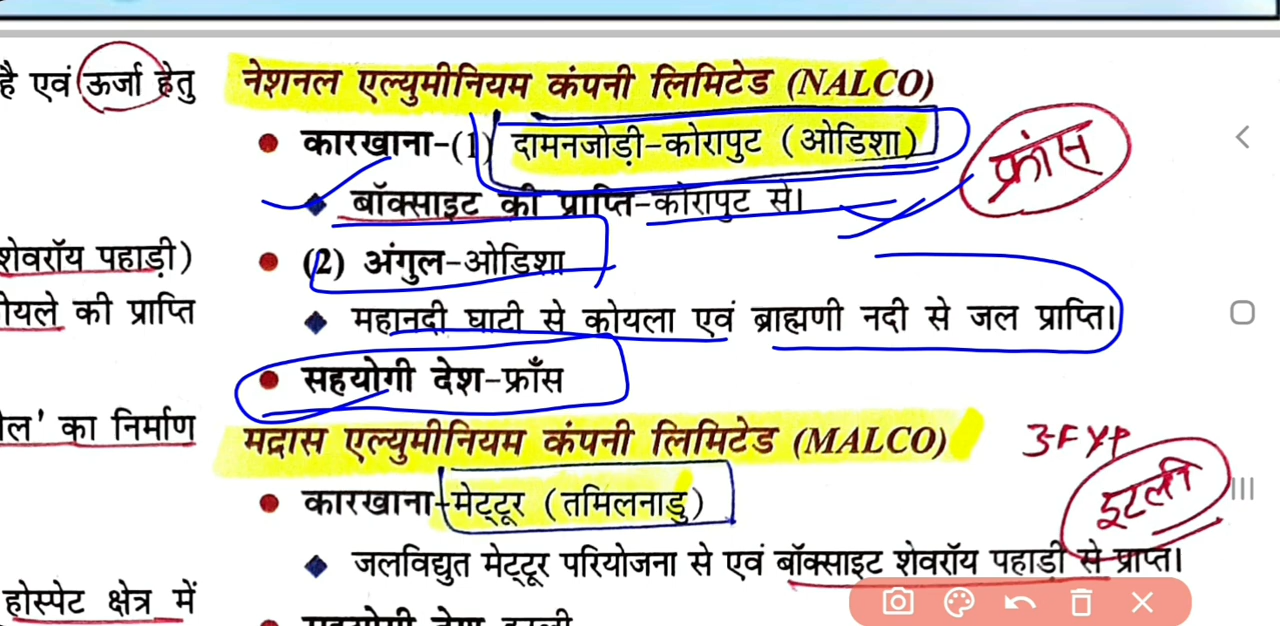 है एवं ऊर्जा हेतु
शेवरॉय पहाड़ी)
ोयले की प्राप्ति
ल' का निर्माण
होस्पेट क्षेत्र में
नेशनल एल्युमीनियम कंपनी लिमिटेड (NALCO)
कारखाना-(1) दामनजोड़ी-कोरापुट (ओडिशा)
फ्रांस
बॉक्साइट की प्राप्ति-कोरापुट से।
(2) अंगुल-ओडिशा
महानदी घाटी से कोयला एवं ब्राह्मणी नदी से जल प्राप्ति।
सहयोगी देश-फ्राँस
मद्रास एल्युमीनियम कंपनी लिमिटेड (MALCO)
3-FYP
इटली
कारखाना-मेट्टूर (तमिलनाडु)
जलविद्युत मेट्टूर परियोजना से एवं बॉक्साइट शेवरॉय पहाड़ी से प्राप्त।